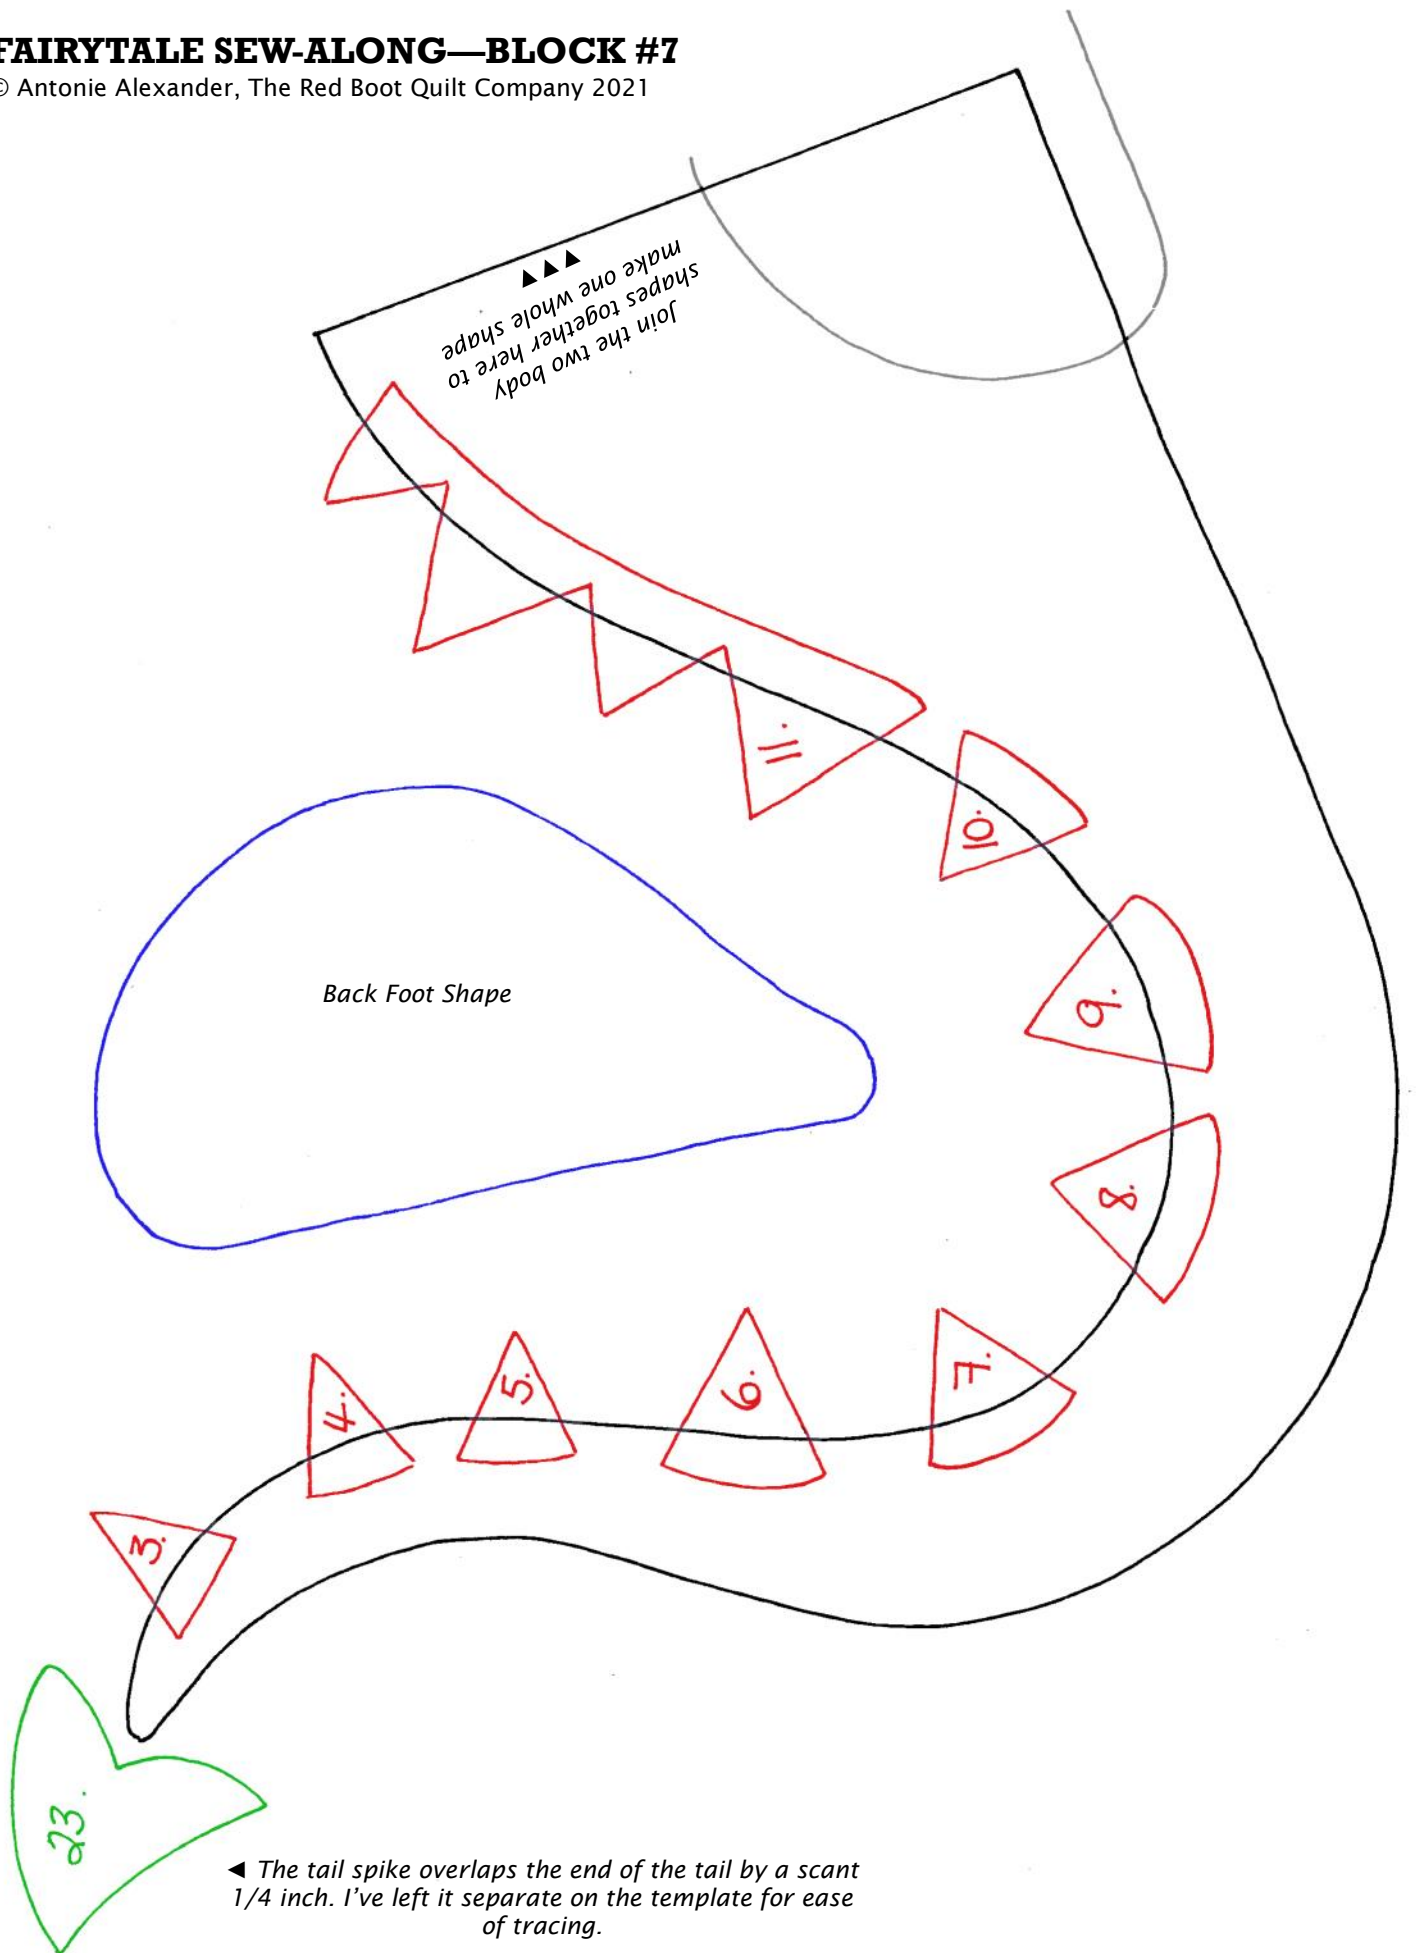 FAIRYTALE SEW-ALONG—BLOCK #7
© Antonie Alexander, The Red Boot Quilt Company 2021
Join the two body
shapes together here to
make one whole shape
▲▲▲
11.
10.
9.
Back Foot Shape
8.
7.
6.
5.
4.
3.
23.
◄ The tail spike overlaps the end of the tail by a scant
1/4 inch. I've left it separate on the template for ease
of tracing.